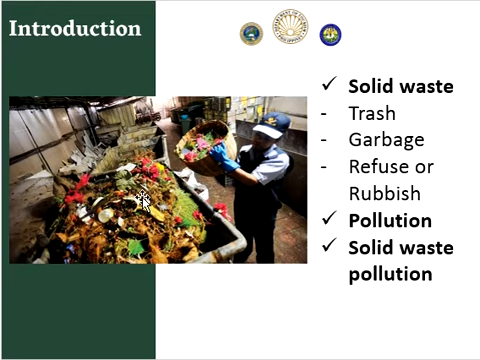 Introduction
✓ Solid waste
- Trash
- Garbage
- Refuse or
Rubbish
✓ Pollution
✓ Solid waste
pollution